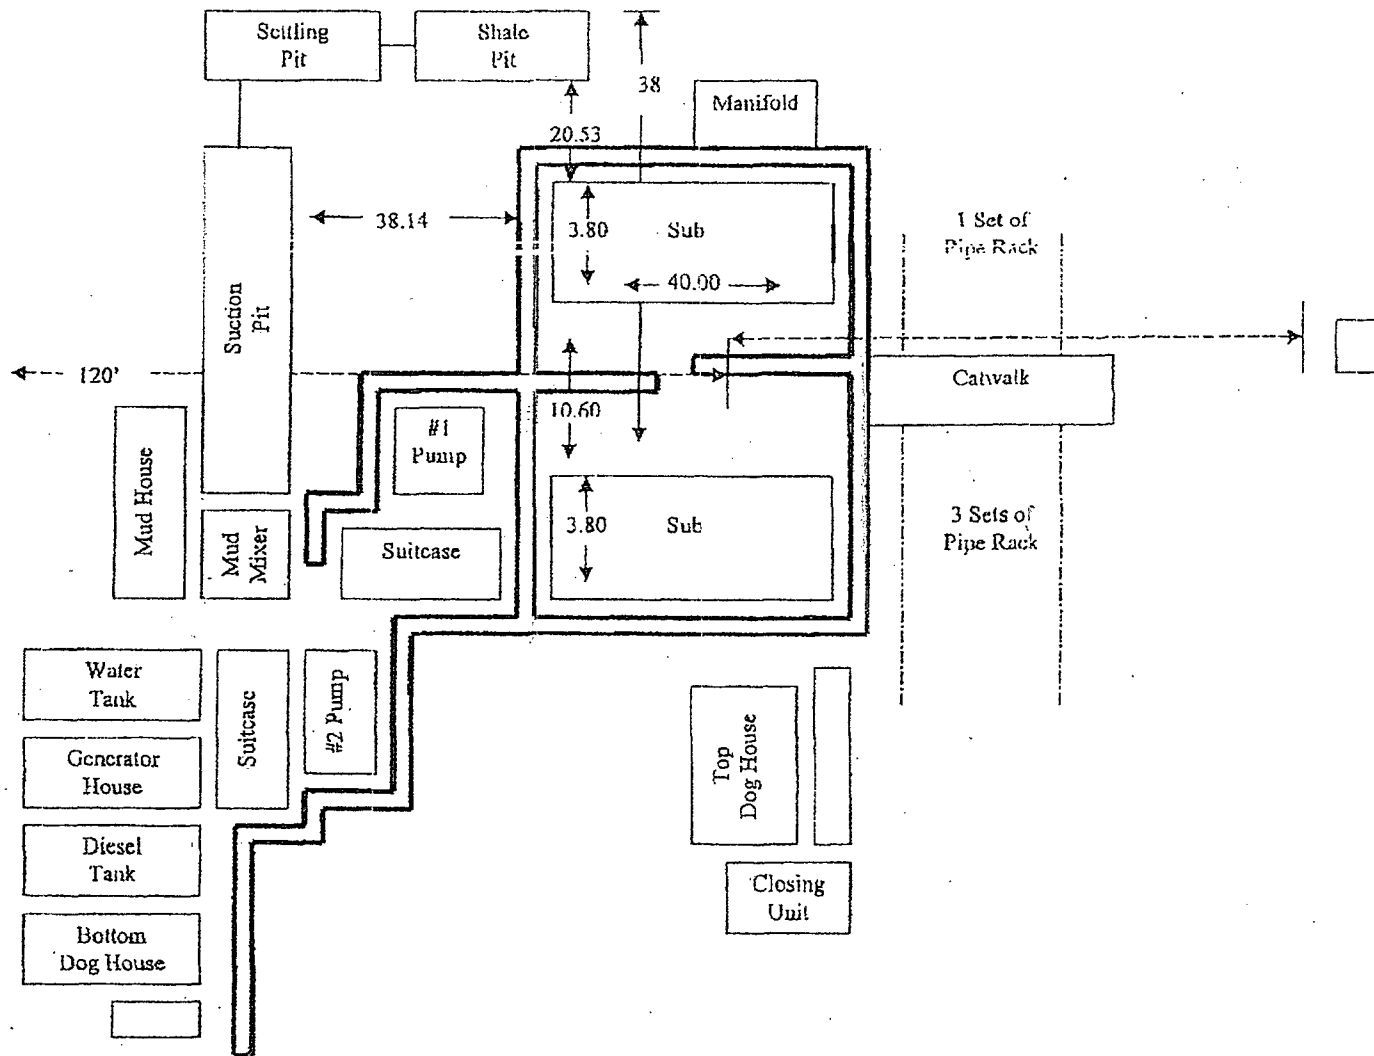 Settling
Pit
Shale
Pit
38
Manifold
20.53
38.14
3.80
Sub
1 Set of
Pipe Rack
40.00
Suction
Pit
120'
Catwalk
10.60
#1
Pump
Mud House
Mud
Mixer
Suitcase
3.80
Sub
3 Sets of
Pipe Rack
Water
Tank
Suitcase
#2 Pump
Generator
House
Top
Dog House
Diesel
Tank
Closing
Unit
Bottom
Dog House